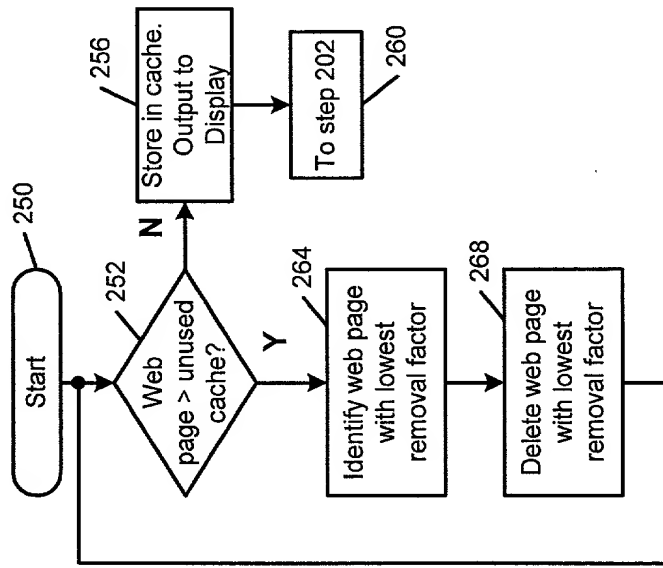 250
Start
252
Web
page > unused
cache?
N
256
Store in cache.
Output to
Display
To step 202
260
Y
264
Identify web page
with lowest
removal factor
268
Delete web page
with lowest
removal factor